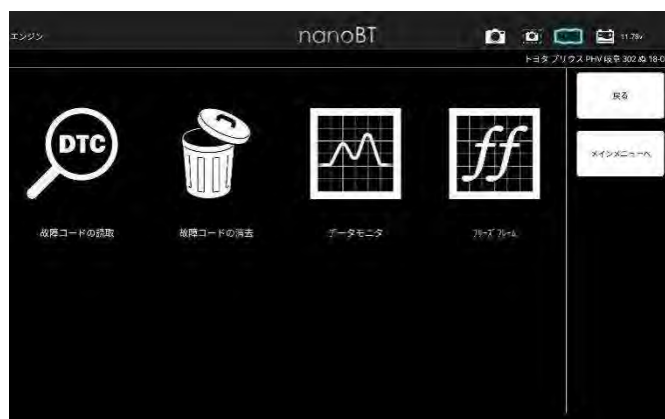 エンジン
nanoBT
11.78v
トヨタ プリウス PHV 岐阜 302 ぬ 18-0
戻る
メインメニューへ
DTC
ff
故障コードの読取
故障コードの消去
データモニタ
フリーズ フレーム